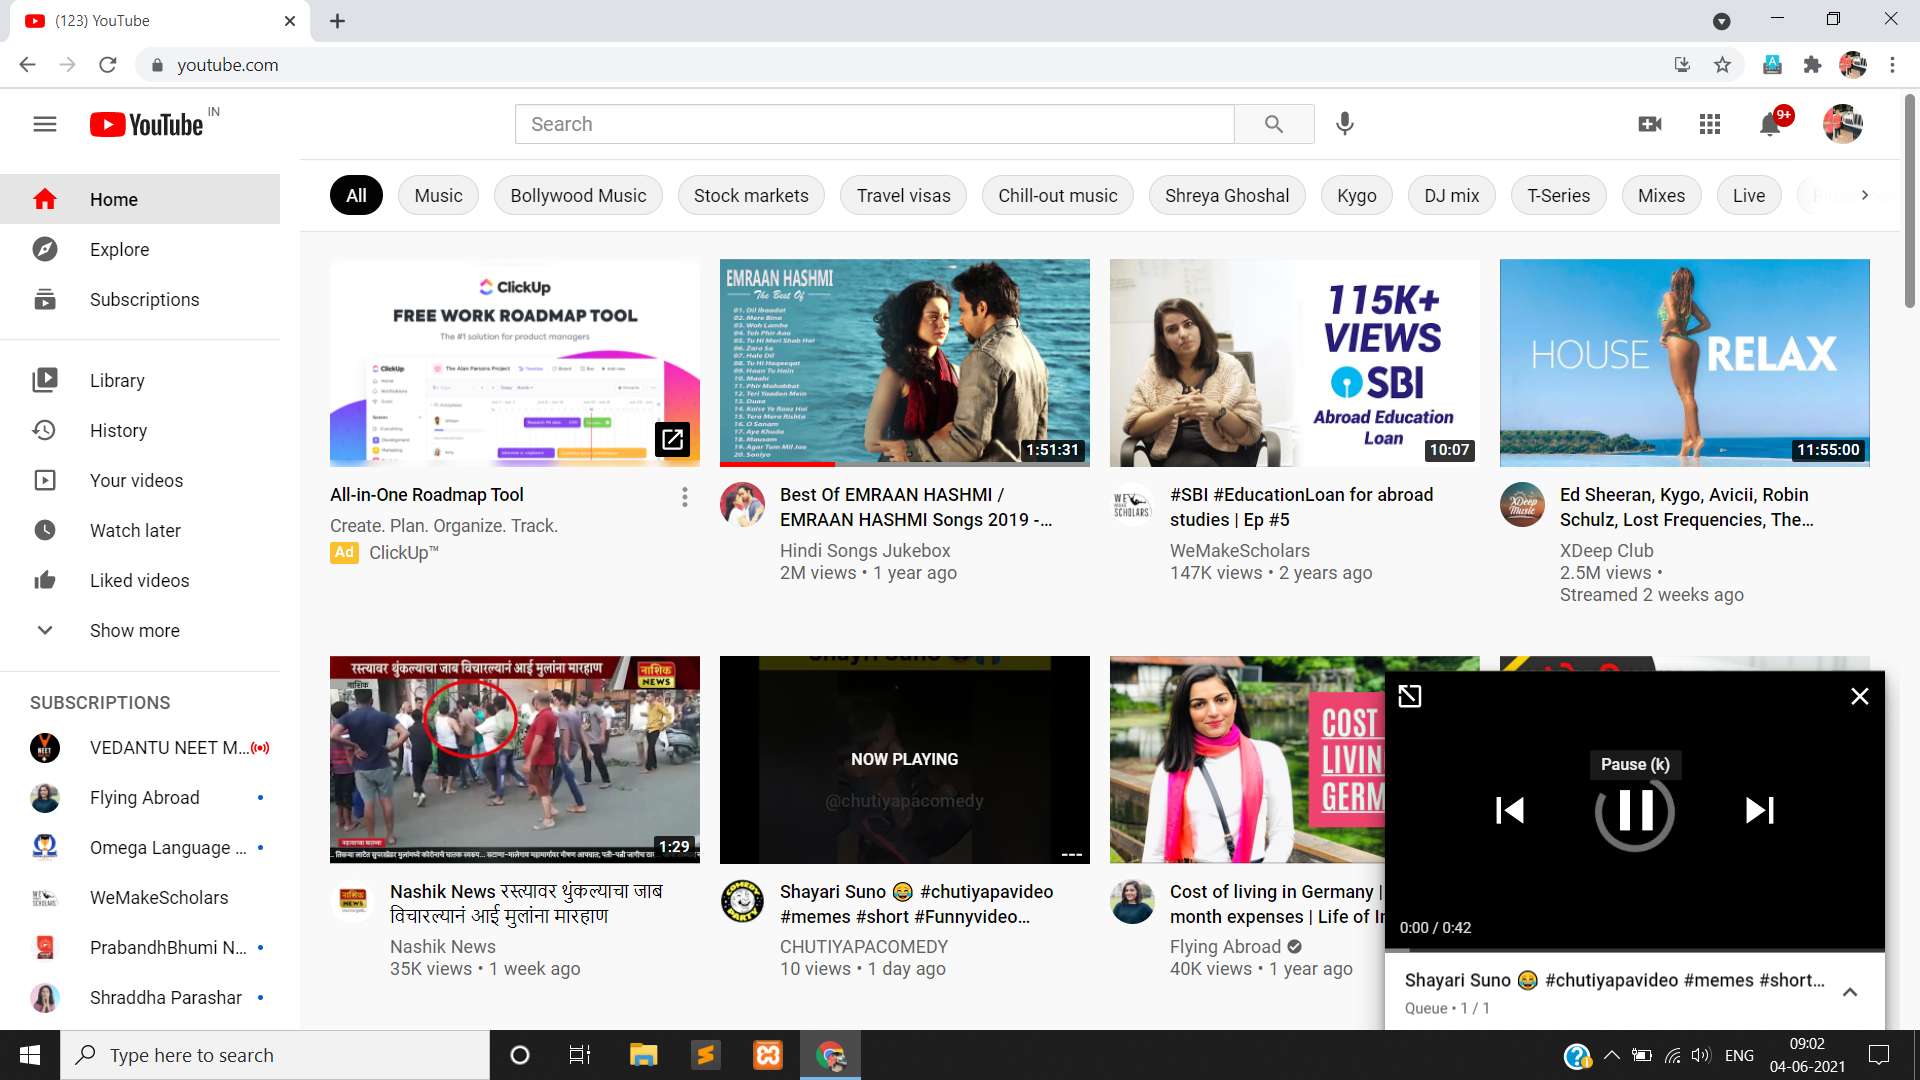 (123) YouTube
youtube.com
YouTube IN
Search
9+
Home
Explore
Subscriptions
Library
History
Your videos
Watch later
Liked videos
Show more
SUBSCRIPTIONS
VEDANTU NEET M...
Flying Abroad
Omega Language ...
WeMakeScholars
PrabandhBhumi N...
Shraddha Parashar
All
Music
Bollywood Music
Stock markets
Travel visas
Chill-out music
Shreya Ghoshal
Kygo
DJ mix
T-Series
Mixes
Live
ClickUp
FREE WORK ROADMAP TOOL
The #1 solution for product managers
All-in-One Roadmap Tool
Create. Plan. Organize. Track.
Ad ClickUp™
EMRAAN HASHMI
The Best Of
1:51:31
Best Of EMRAAN HASHMI /
EMRAAN HASHMI Songs 2019 -...
Hindi Songs Jukebox
2M views • 1 year ago
115K+
VIEWS
SBI
Abroad Education
Loan
10:07
#SBI #EducationLoan for abroad
studies | Ep #5
WeMakeScholars
147K views • 2 years ago
HOUSE RELAX
11:55:00
XDeep Music
Ed Sheeran, Kygo, Avicii, Robin
Schulz, Lost Frequencies, The...
XDeep Club
2.5M views •
Streamed 2 weeks ago
रस्त्यावर थुंकल्याचा जाब विचारल्यानं आई मुलांना मारहाण
नाशिक
NEWS
1:29
Nashik News रस्त्यावर थुंकल्याचा जाब
विचारल्यानं आई मुलांना मारहाण
Nashik News
35K views • 1 week ago
NOW PLAYING
@chutiyapacomedy
Shayari Suno 😂 #chutiyapavideo
#memes #short #Funnyvideo...
CHUTIYAPACOMEDY
10 views • 1 day ago
COST
LIVIN
GERM
Cost of living in Germany |
month expenses | Life of I
Flying Abroad
40K views • 1 year ago
Pause (k)
0:00 / 0:42
Shayari Suno 😂 #chutiyapavideo #memes #short...
Queue • 1 / 1
Type here to search
ENG
09:02
04-06-2021